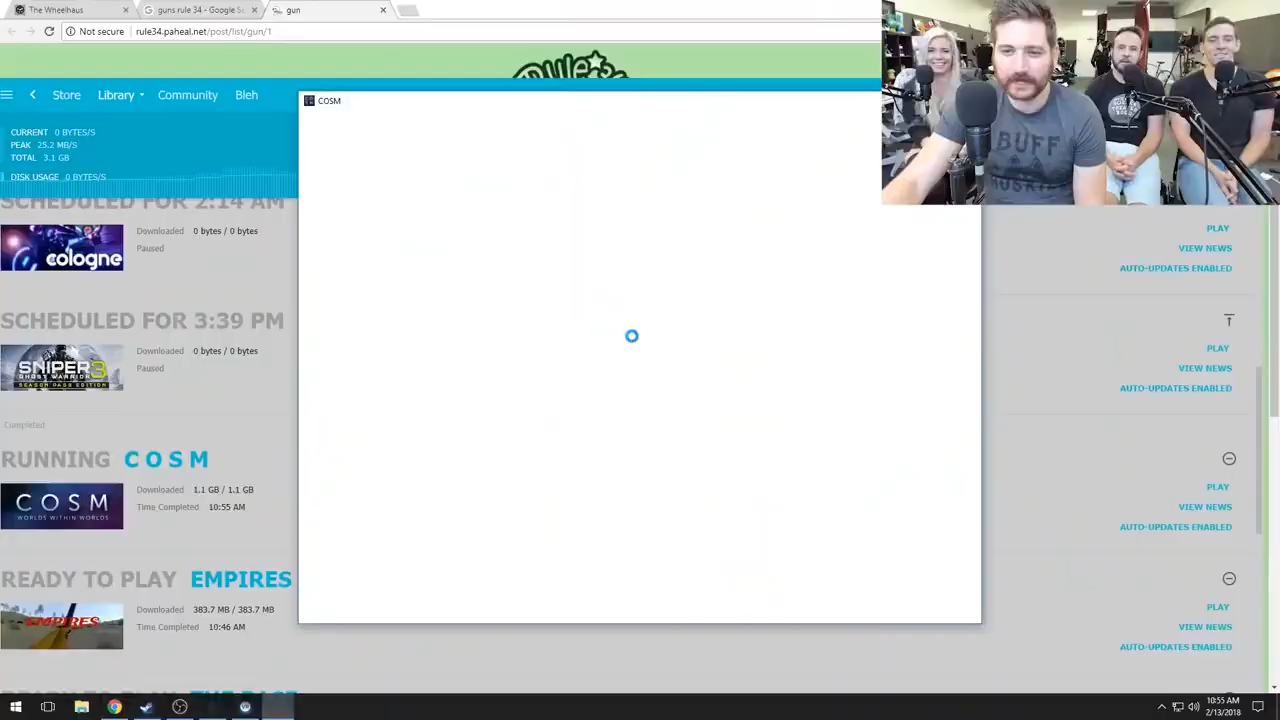 The Wheelhaus
guns rule 34 - Google Se
gun
Not secure
rule34.paheal.net/post/list/gun/1
Store
Library
Community
Bleh
COSM
CURRENT 0 BYTES/S
PEAK 25.2 MB/S
TOTAL 3.1 GB
DISK USAGE 0 BYTES/S
BUFF
SCHEDULED FOR 2:14 AM
cologne
Downloaded 0 bytes / 0 bytes
Paused
PLAY
VIEW NEWS
AUTO-UPDATES ENABLED
SCHEDULED FOR 3:39 PM
SNIPER 3
GHOST WARRIOR
SEASON PASS EDITION
Downloaded 0 bytes / 0 bytes
Paused
PLAY
VIEW NEWS
AUTO-UPDATES ENABLED
Completed
RUNNING C O S M
COSM
WORLDS WITHIN WORLDS
Downloaded 1.1 GB / 1.1 GB
Time Completed 10:55 AM
PLAY
VIEW NEWS
AUTO-UPDATES ENABLED
READY TO PLAY EMPIRES
EMPIRES
Downloaded 383.7 MB / 383.7 MB
Time Completed 10:46 AM
PLAY
VIEW NEWS
AUTO-UPDATES ENABLED
10:55 AM
2/13/2018